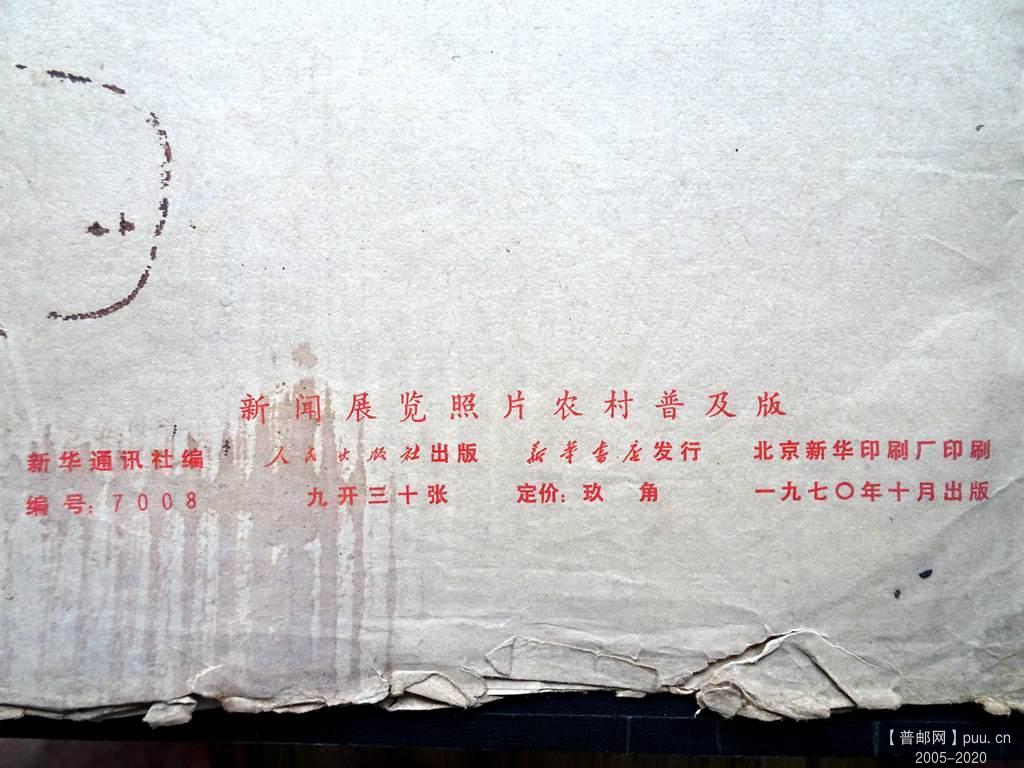 新闻展览照片农村普及版
新华通讯社编 人民出版社出版 新华书店发行 北京新华印刷厂印刷
编号：7008 九开三十张 定价：玖角 一九七〇年十月出版
【普邮网】puu.cn
2005-2020